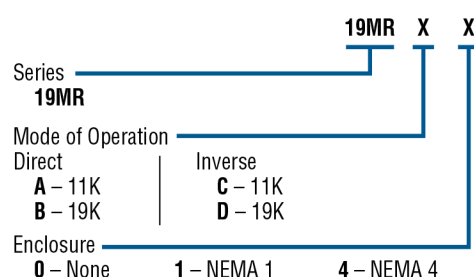 19MR X X
Series
19MR
Mode of Operation
Direct Inverse
A – 11K C – 11K
B – 19K D – 19K
Enclosure
0 – None 1 – NEMA 1 4 – NEMA 4